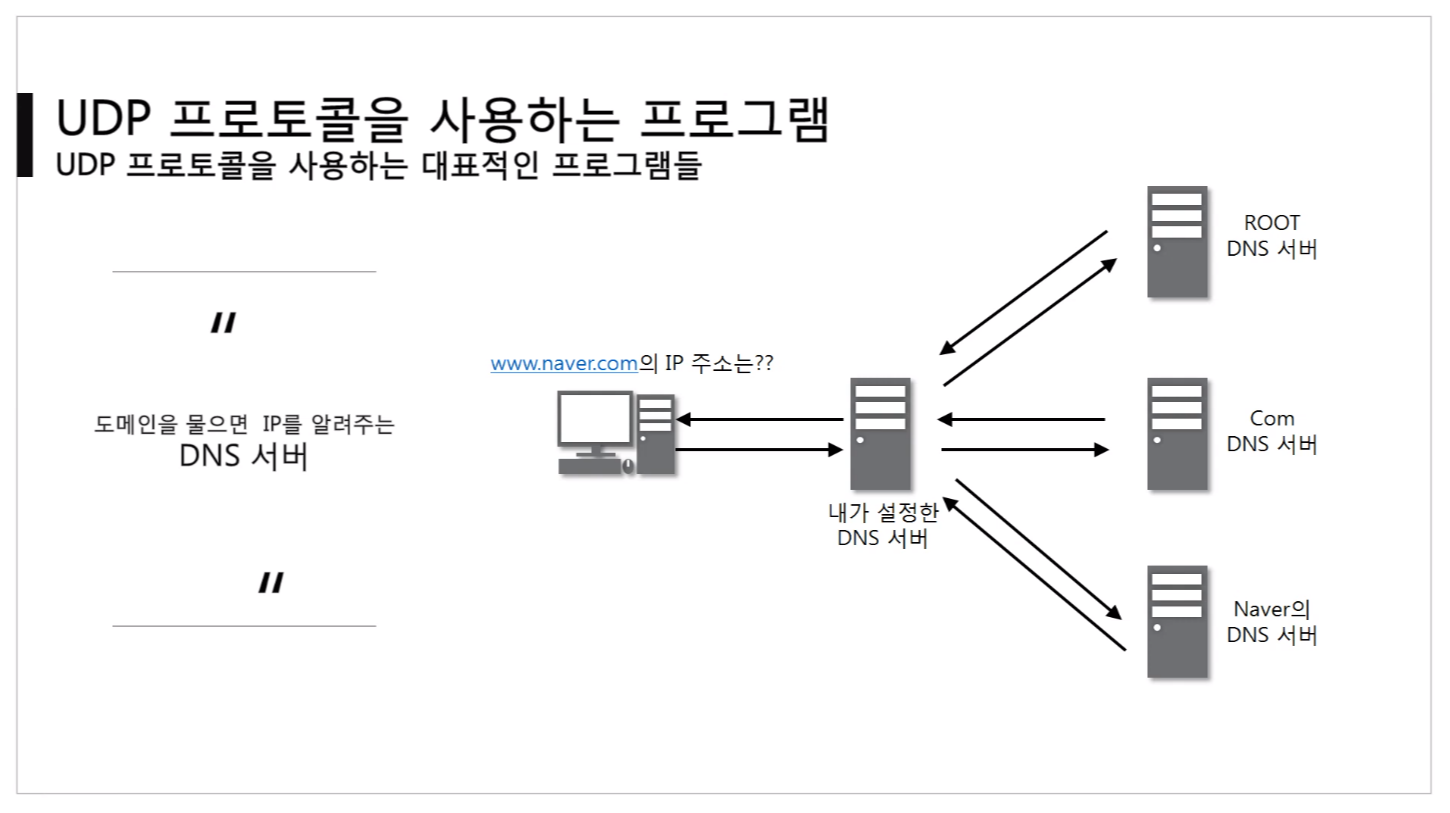 UDP 프로토콜을 사용하는 프로그램
UDP 프로토콜을 사용하는 대표적인 프로그램들
“
도메인을 물으면 IP를 알려주는
DNS 서버
“
www.naver.com의 IP 주소는??
내가 설정한
DNS 서버
ROOT
DNS 서버
Com
DNS 서버
Naver의
DNS 서버